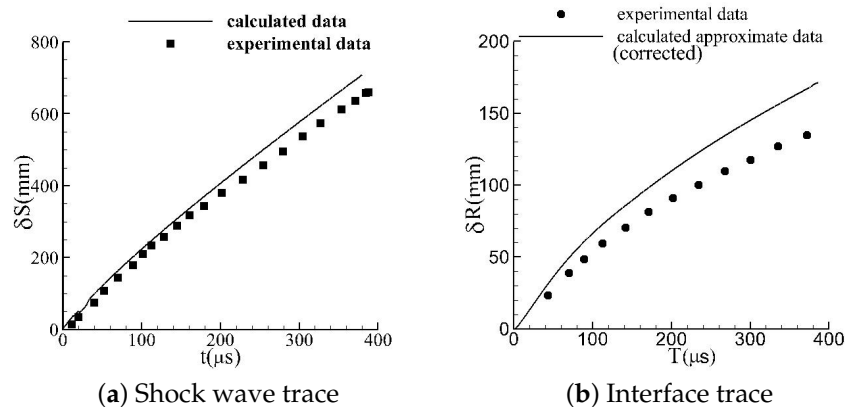 calculated data
experimental data
800
600
400
200
0
δS(mm)
0 100 200 300 400
t(μs)
(a) Shock wave trace
experimental data
calculated approximate data
(corrected)
200
150
100
50
0
δR(mm)
0 100 200 300 400
T(μs)
(b) Interface trace